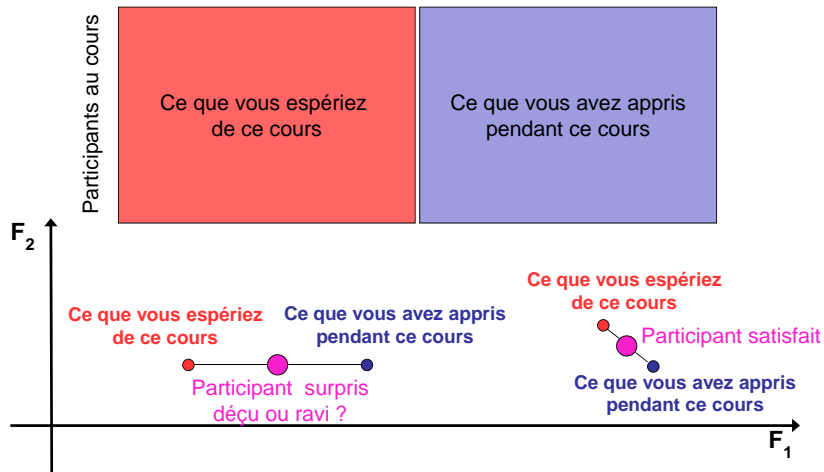 Participants au cours
Ce que vous espériez
de ce cours
Ce que vous avez appris
pendant ce cours
F2
Ce que vous espériez
de ce cours
Ce que vous avez appris
pendant ce cours
Participant surpris
déçu ou ravi ?
Ce que vous espériez
de ce cours
Participant satisfait
Ce que vous avez appris
pendant ce cours
F1